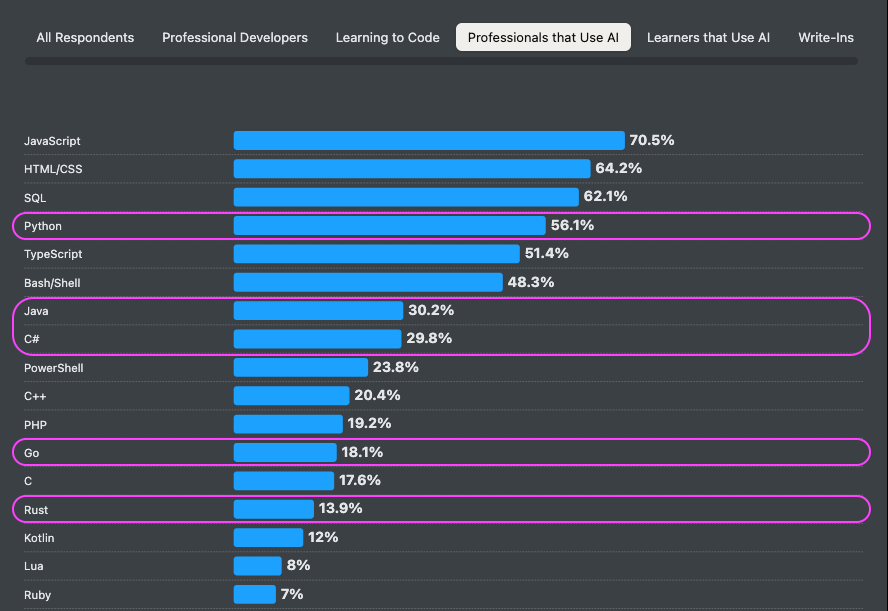 All Respondents Professional Developers Learning to Code Professionals that Use AI Learners that Use AI Write-Ins
JavaScript 70.5%
HTML/CSS 64.2%
SQL 62.1%
Python 56.1%
TypeScript 51.4%
Bash/Shell 48.3%
Java 30.2%
C# 29.8%
PowerShell 23.8%
C++ 20.4%
PHP 19.2%
Go 18.1%
C 17.6%
Rust 13.9%
Kotlin 12%
Lua 8%
Ruby 7%